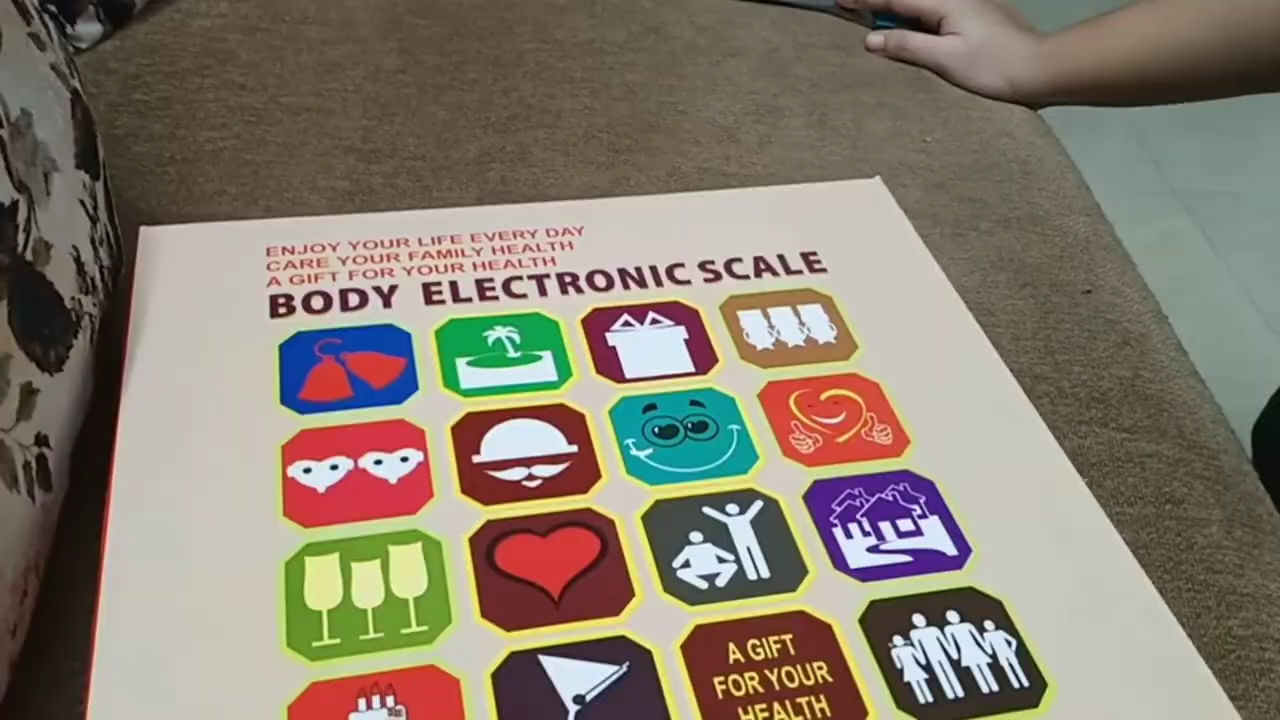 ENJOY YOUR LIFE EVERY DAY
CARE YOUR FAMILY HEALTH
A GIFT FOR YOUR HEALTH
BODY ELECTRONIC SCALE
A GIFT
FOR YOUR
HEALTH